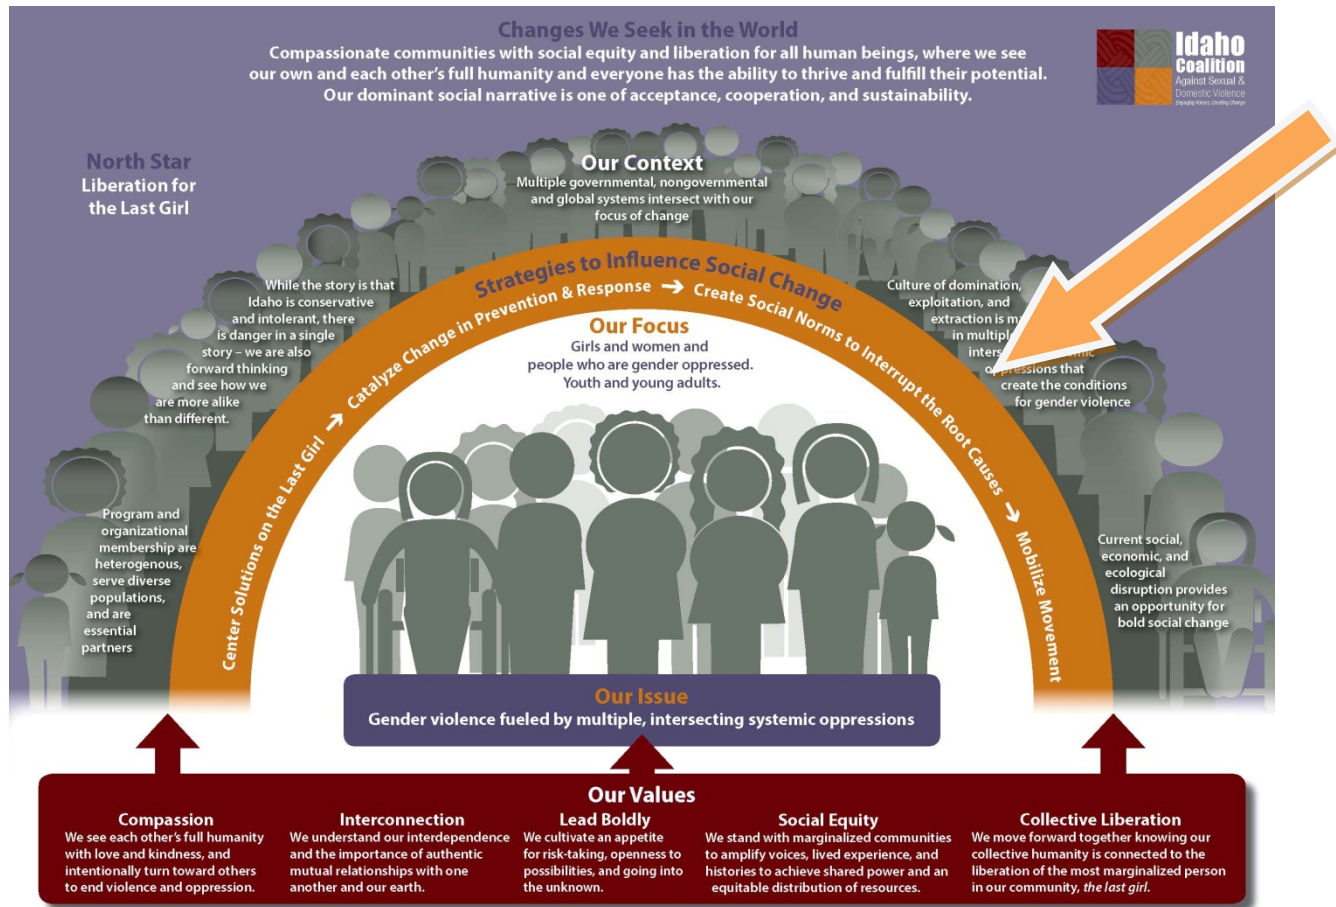 Changes We Seek in the World
Compassionate communities with social equity and liberation for all human beings, where we see
our own and each other's full humanity and everyone has the ability to thrive and fulfill their potential.
Our dominant social narrative is one of acceptance, cooperation, and sustainability.
Idaho
Coalition
Against Sexual &
Domestic Violence
Engaging Voices, Creating Change
North Star
Liberation for
the Last Girl
Our Context
Multiple governmental, nongovernmental
and global systems intersect with our
focus of change
While the story is that
Idaho is conservative
and intolerant, there
is danger in a single
story – we are also
forward thinking
and see how we
are more alike
than different.
Culture of domination,
exploitation, and
extraction is
in multiple
create the conditions
for gender violence
Program and
organizational
membership are
heterogenous,
serve diverse
populations,
and are
essential
partners
Current social,
economic, and
ecological
disruption provides
an opportunity for
bold social change
Strategies to Influence Social Change
Center Solutions on the Last Girl → Catalyze Change in Prevention & Response → Create Social Norms to Interrupt the Root Causes → Mobilize Movement
Our Focus
Girls and women and
people who are gender oppressed.
Youth and young adults.
Our Issue
Gender violence fueled by multiple, intersecting systemic oppressions
Our Values
Compassion
We see each other's full humanity
with love and kindness, and
intentionally turn toward others
to end violence and oppression.
Interconnection
We understand our interdependence
and the importance of authentic
mutual relationships with one
another and our earth.
Lead Boldly
We cultivate an appetite
for risk-taking, openness to
possibilities, and going into
the unknown.
Social Equity
We stand with marginalized communities
to amplify voices, lived experience, and
histories to achieve shared power and an
equitable distribution of resources.
Collective Liberation
We move forward together knowing our
collective humanity is connected to the
liberation of the most marginalized person
in our community, the last girl.